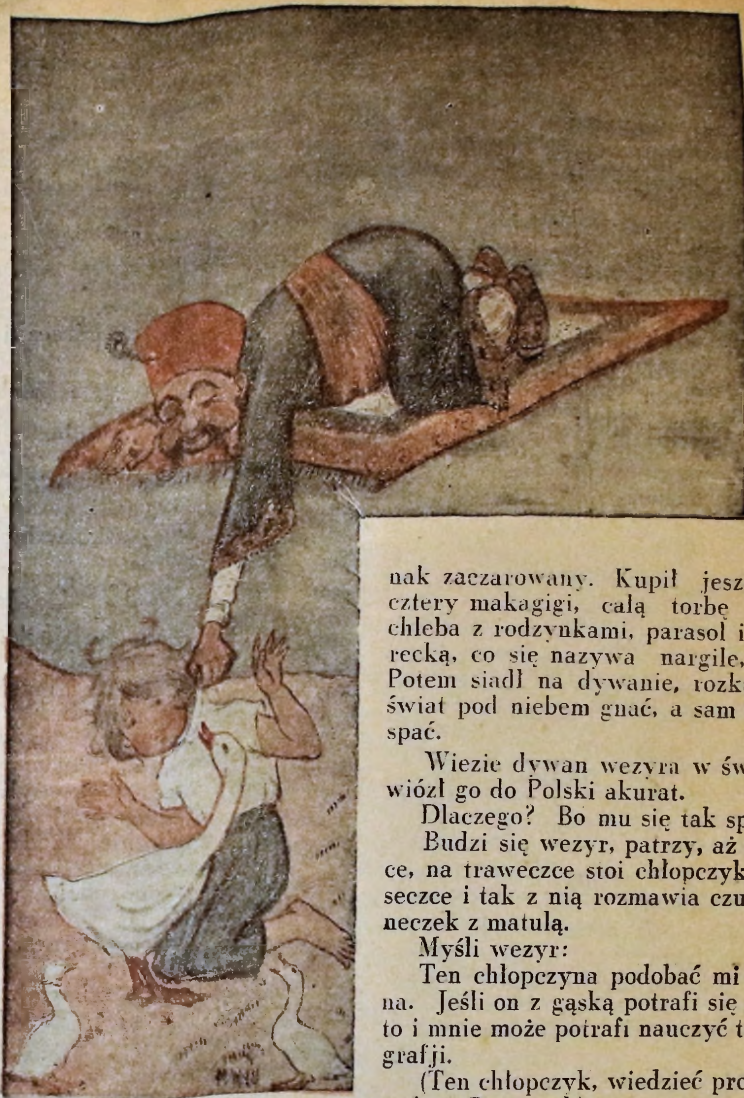 nak zaczarowany. Kupił jesz
cztery makagigi, całą torbę
chleba z rodzynkami, parasol i
recką, co się nazywa nargile,
Potem siadł na dywanie, rozk
świat pod niebem gnać, a sam
spać.
Wiezie dywan wezyra w św
wiózł go do Polski akurat.
Dlaczego? Bo mu się tak sp
Budzi się wezyr, patrzy, aż
ce, na traweczce stoi chłopczyk
seczce i tak z nią rozmawia czu
neczek z matulą.
Myśli wezyr:
Ten chłopczyna podobać mi
na. Jeśli on z gąską potrafi się
to i mnie może potrafi nauczyć t
grafji.
(Ten chłopczyk, wiedzieć pro